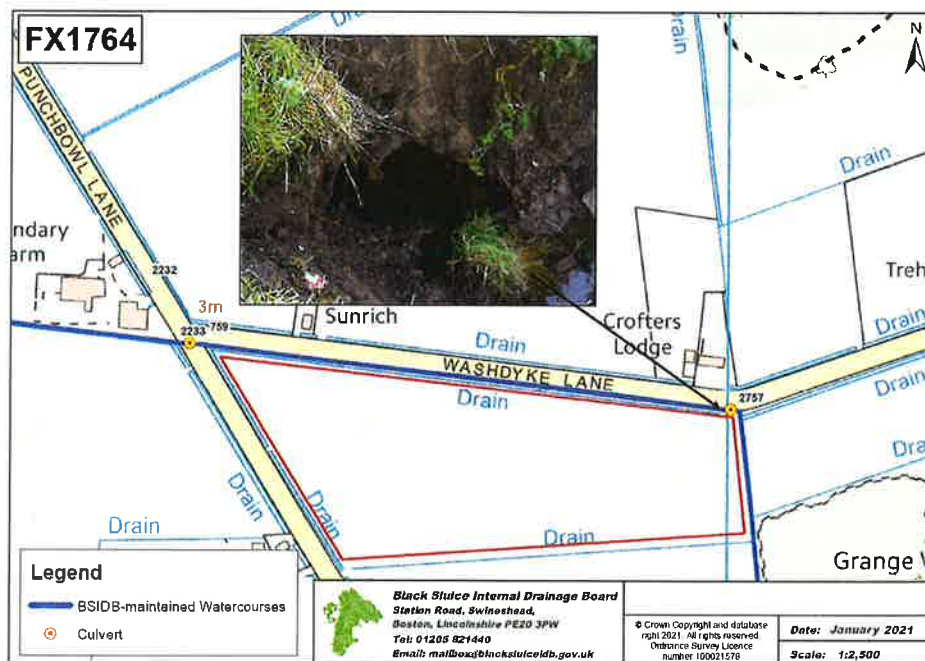 FX1764
N
PUNCHBOWL LANE
Drain
Drain
ndary
arm
2232
3m
2233
759
Sunrich
Drain
Crofters
Lodge
Treh
Drain
WASHDYKE LANE
Drain
2757
Drain
Drain
Drain
Drain
Drain
Drain
Dra
Grange
Legend
BSIDB-maintained Watercourses
Culvert
Black Sluice Internal Drainage Board
Station Road, Swineshead,
Boston, Lincolnshire PE20 3PW
Tel: 01205 821440
Email: mailbox@blacksluiceidb.gov.uk
© Crown Copyright and database
right 2021. All rights reserved.
Ordnance Survey Licence
number 100021579
Date: January 2021
Scale: 1:2,500